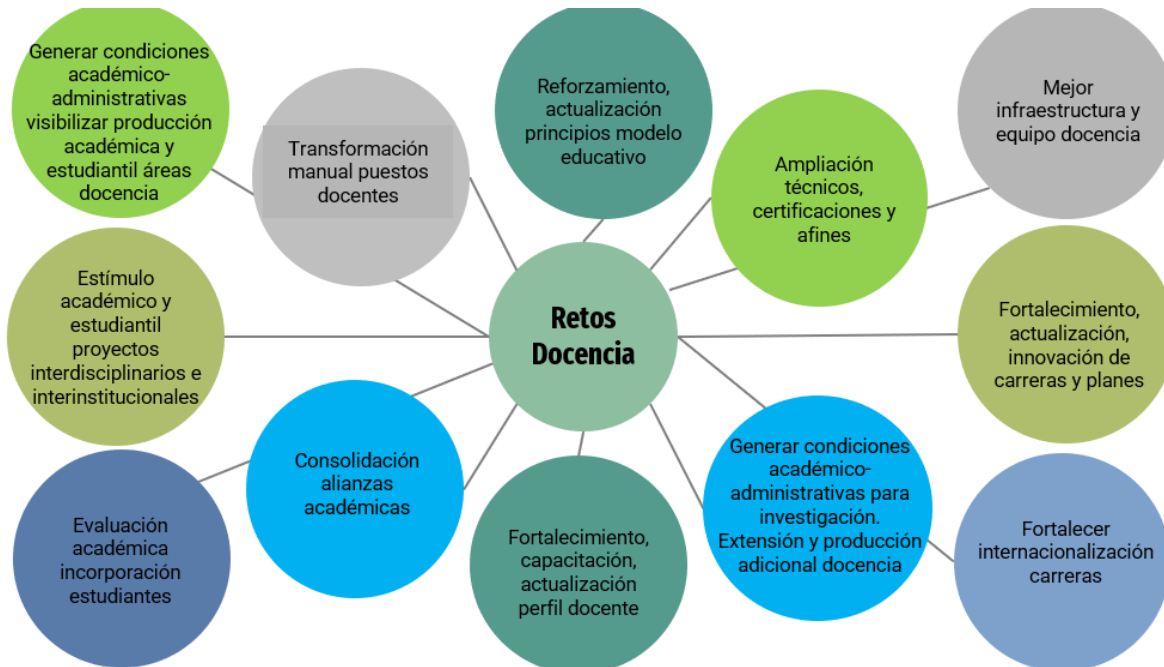 Generar condiciones
académico-
administrativas
visibilizar producción
académica y
estudiantil áreas
docencia
Transformación
manual puestos
docentes
Reforzamiento,
actualización
principios modelo
educativo
Ampliación
técnicos,
certificaciones y
afines
Mejor
infraestructura y
equipo docencia
Estímulo
académico y
estudiantil
proyectos
interdisciplinarios e
interinstitucionales
Retos
Docencia
Fortalecimiento,
actualización,
innovación de
carreras y planes
Evaluación
académica
incorporación
estudiantes
Consolidación
alianzas
académicas
Fortalecimiento,
capacitación,
actualización
perfil docente
Generar condiciones
académico-
administrativas para
investigación.
Extensión y producción
adicional docencia
Fortalecer
internacionalización
carreras